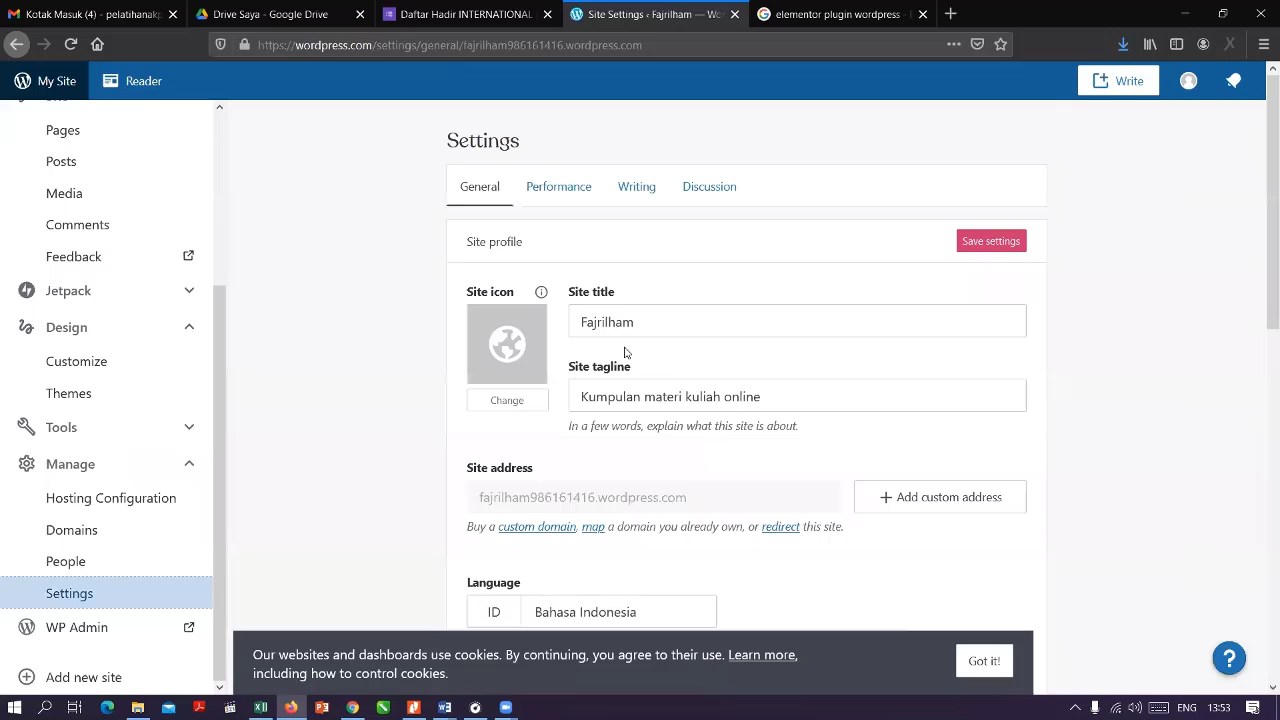 Kotak Masuk (4) - pelatihanakp
Drive Saya - Google Drive
Daftar Hadir INTERNATIONAL
Site Settings ‹ Fajrilham — Wo
elementor plugin wordpress -
https://wordpress.com/settings/general/fajrilham986161416.wordpress.com
My Site
Reader
Write
Pages
Posts
Media
Comments
Feedback
Jetpack
Design
Customize
Themes
Tools
Manage
Hosting Configuration
Domains
People
Settings
WP Admin
Add new site
Settings
General
Performance
Writing
Discussion
Site profile
Save settings
Site icon
Change
Site title
Fajrilham
Site tagline
Kumpulan materi kuliah online
In a few words, explain what this site is about.
Site address
fajrilham986161416.wordpress.com
Add custom address
Buy a custom domain, map a domain you already own, or redirect this site.
Language
ID
Bahasa Indonesia
Our websites and dashboards use cookies. By continuing, you agree to their use. Learn more,
including how to control cookies.
Got it!
ENG
13:53